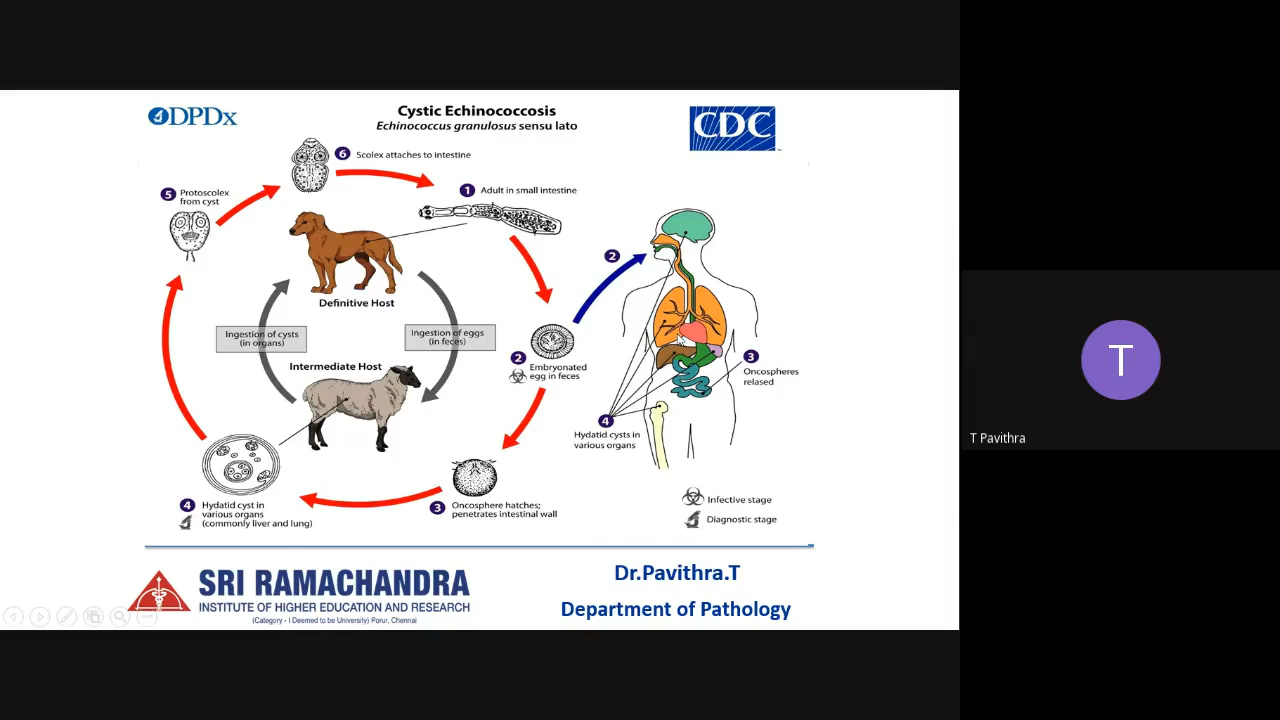 DPDx
Cystic Echinococcosis
Echinococcus granulosus sensu lato
CDC
6 Scolex attaches to intestine
5 Protoscolex
from cyst
1 Adult in small intestine
2
Definitive Host
Ingestion of cysts
(in organs)
Ingestion of eggs
(in feces)
Intermediate Host
2 Embryonated
egg in feces
3 Oncospheres
relased
4 Hydatid cysts in
various organs
4 Hydatid cyst in
various organs
(commonly liver and lung)
3 Oncosphere hatches;
penetrates intestinal wall
Infective stage
Diagnostic stage
SRI RAMACHANDRA
INSTITUTE OF HIGHER EDUCATION AND RESEARCH
(Category - I Deemed to be University) Porur, Chennai
Dr.Pavithra.T
Department of Pathology
T
T Pavithra